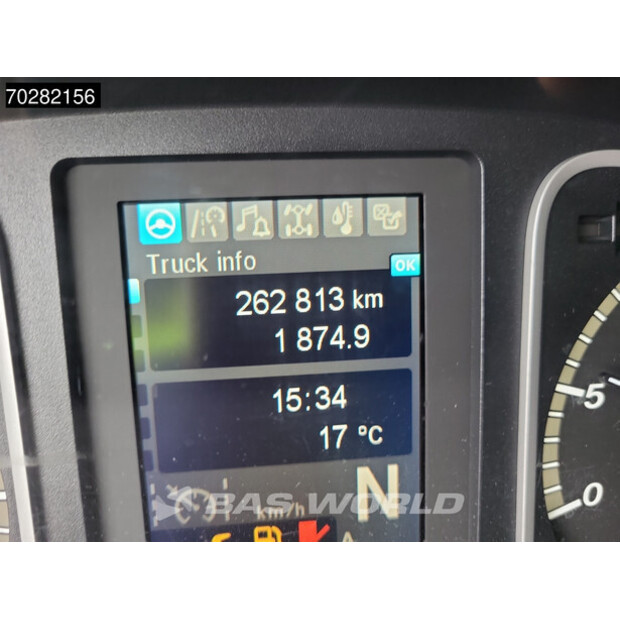 70282156
Truck info
OK
262 813 km
1 874.9
15:34
17 °C
N
km/h
BAS WORLD
5
0